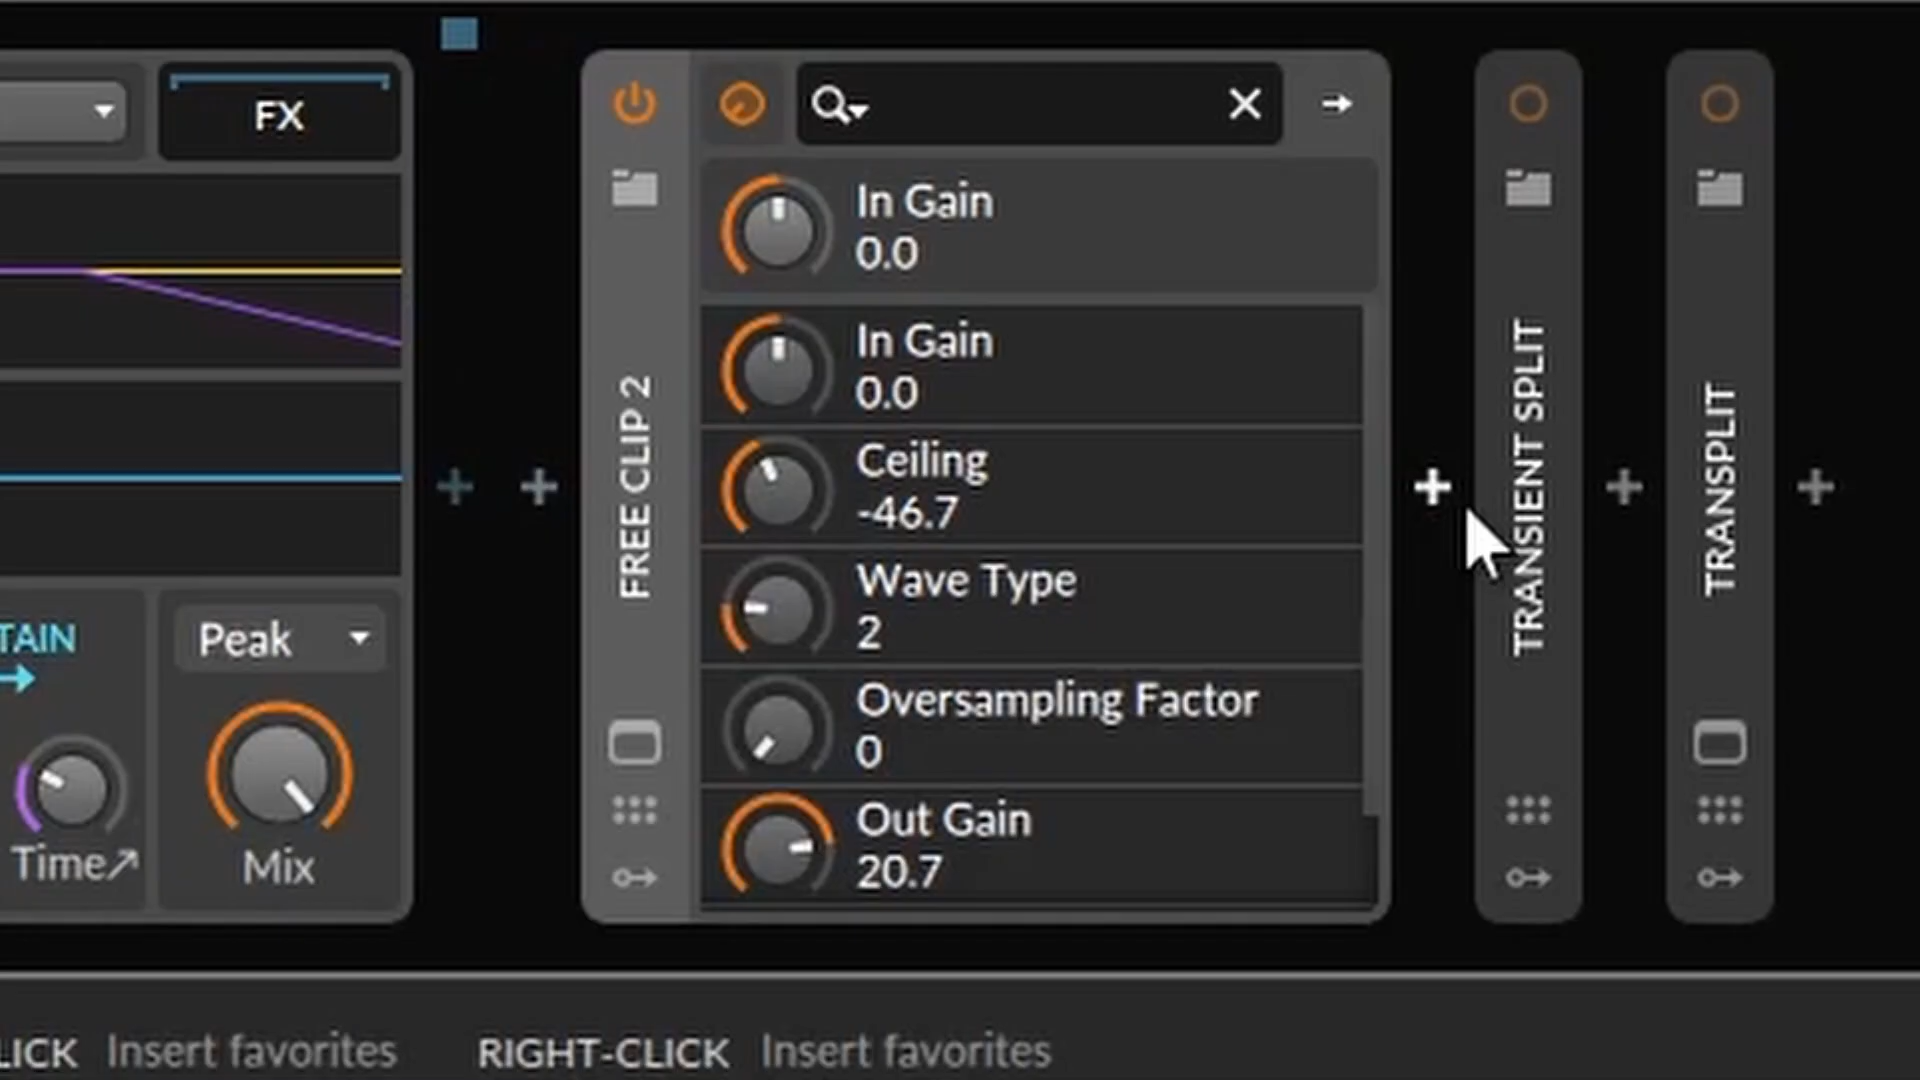 FX
TAIN
Peak
Time
Mix
FREE CLIP 2
In Gain
0.0
In Gain
0.0
Ceiling
-46.7
Wave Type
2
Oversampling Factor
0
Out Gain
20.7
TRANSIENT SPLIT
TRANSPLIT
LICK Insert favorites
RIGHT-CLICK Insert favorites